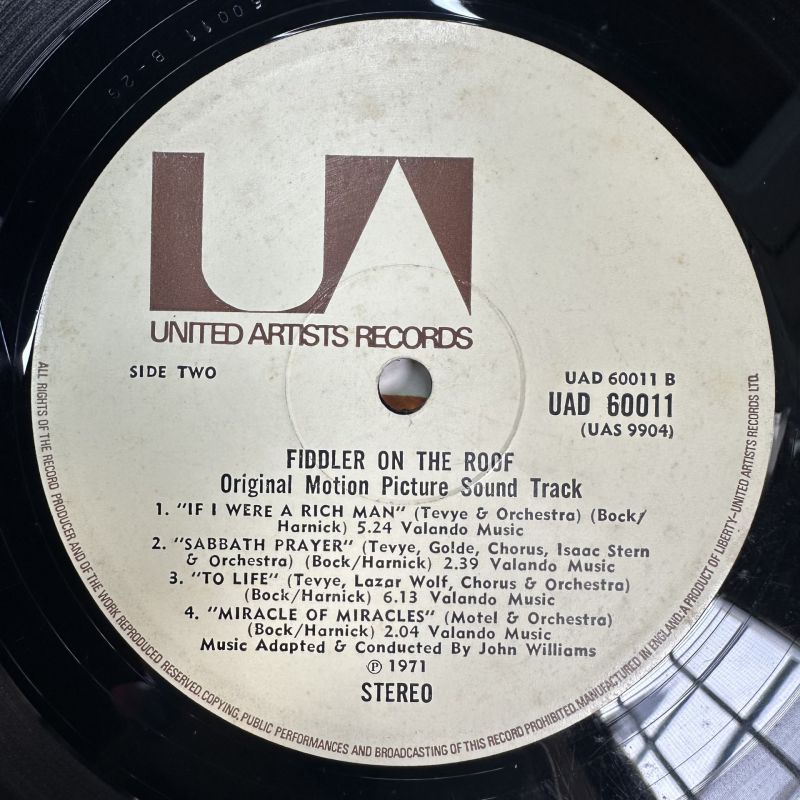 60011 B-2
UA
UNITED ARTISTS RECORDS
SIDE TWO
UAD 60011 B
UAD 60011
(UAS 9904)
FIDDLER ON THE ROOF
Original Motion Picture Sound Track
1. "IF I WERE A RICH MAN" (Tevye & Orchestra) (Bock/
Harnick) 5.24 Valando Music
2. "SABBATH PRAYER" (Tevye, Golde, Chorus, Isaac Stern
& Orchestra) (Bock/Harnick) 2.39 Valando Music
3. "TO LIFE" (Tevye, Lazar Wolf, Chorus & Orchestra)
(Bock/Harnick) 6.13 Valando Music
4. "MIRACLE OF MIRACLES" (Motel & Orchestra)
(Bock/Harnick) 2.04 Valando Music
Music Adapted & Conducted By John Williams
℗ 1971
STEREO
ALL RIGHTS OF THE RECORD PRODUCER AND OF THE WORK REPRODUCED RESERVED. COPYING, PUBLIC PERFORMANCES AND BROADCASTING OF THIS RECORD PROHIBITED. MANUFACTURED IN ENGLAND: A PRODUCT OF LIBERTY-UNITED ARTISTS RECORDS LTD.